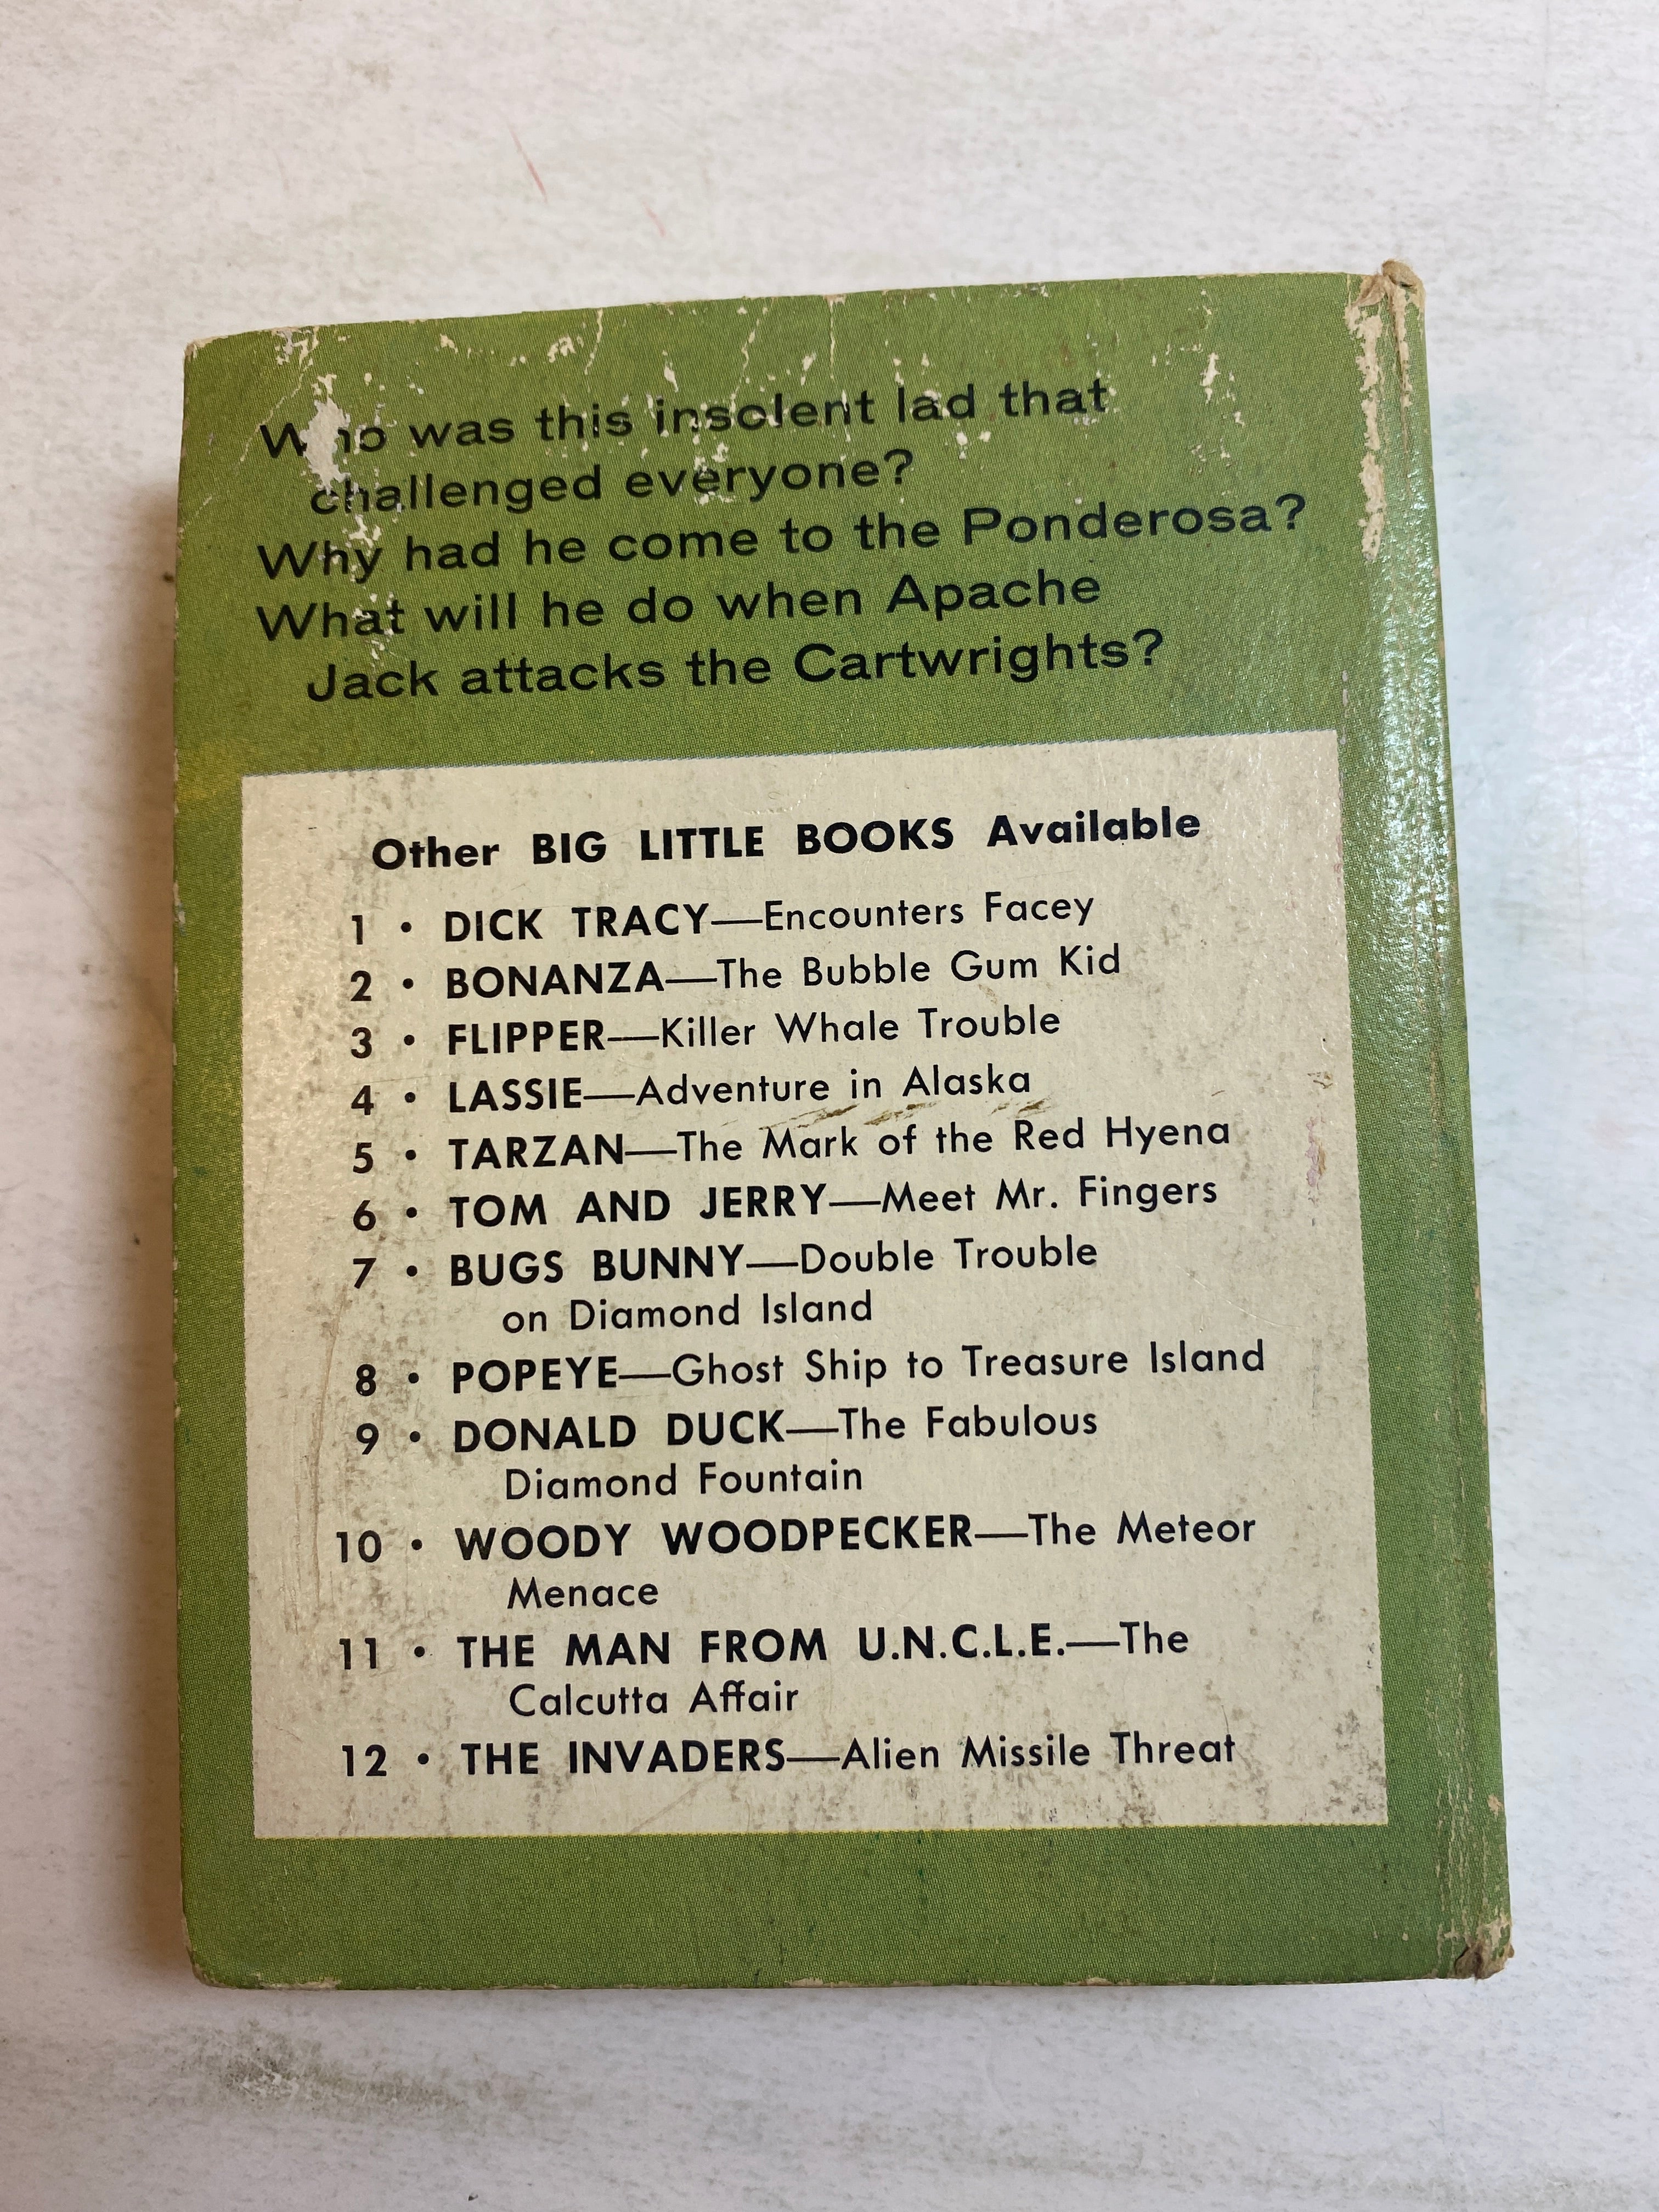 Who was this insolent lad that
challenged everyone?
Why had he come to the Ponderosa?
What will he do when Apache
Jack attacks the Cartwrights?
Other BIG LITTLE BOOKS Available
1 • DICK TRACY—Encounters Facey
2 • BONANZA—The Bubble Gum Kid
3 • FLIPPER—Killer Whale Trouble
4 • LASSIE—Adventure in Alaska
5 • TARZAN—The Mark of the Red Hyena
6 • TOM AND JERRY—Meet Mr. Fingers
7 • BUGS BUNNY—Double Trouble
on Diamond Island
8 • POPEYE—Ghost Ship to Treasure Island
9 • DONALD DUCK—The Fabulous
Diamond Fountain
10 • WOODY WOODPECKER—The Meteor
Menace
11 • THE MAN FROM U.N.C.L.E.—The
Calcutta Affair
12 • THE INVADERS—Alien Missile Threat